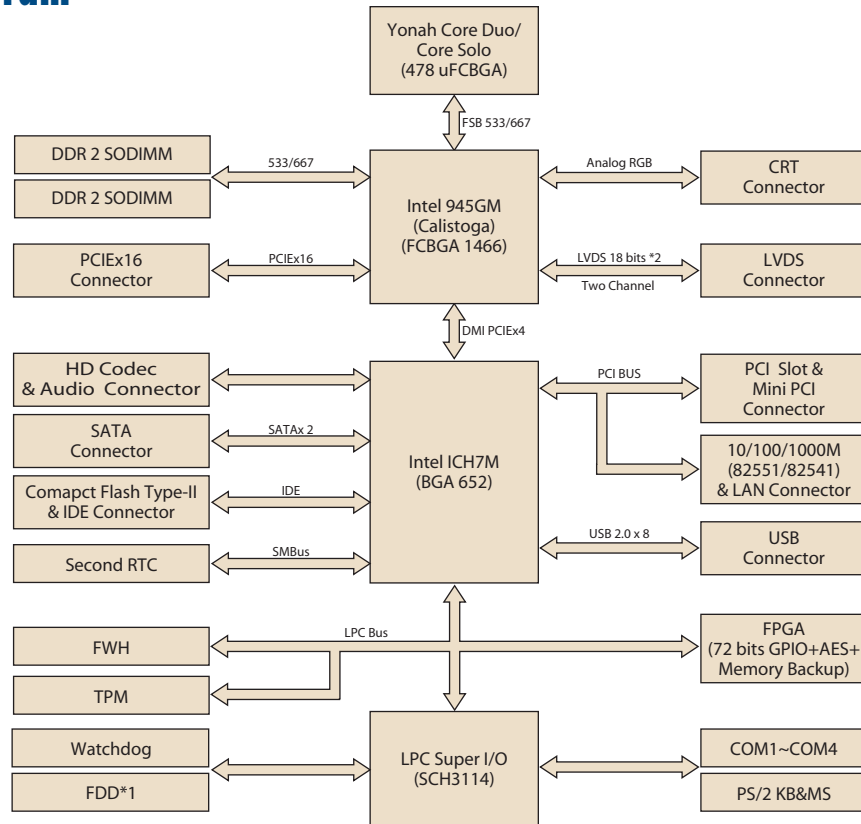 Yonah Core Duo/
Core Solo
(478 uFCBGA)
FSB 533/667
DDR 2 SODIMM
DDR 2 SODIMM
533/667
Intel 945GM
(Calistoga)
(FCBGA 1466)
Analog RGB
CRT
Connector
PCIEx16
Connector
PCIEx16
LVDS 18 bits *2
Two Channel
LVDS
Connector
DMI PCIEx4
HD Codec
& Audio Connector
SATA
Connector
SATAx 2
Comapct Flash Type-II
& IDE Connector
IDE
Second RTC
SMBus
Intel ICH7M
(BGA 652)
PCI BUS
PCI Slot &
Mini PCI
Connector
10/100/1000M
(82551/82541)
& LAN Connector
USB 2.0 x 8
USB
Connector
FWH
LPC Bus
TPM
FPGA
(72 bits GPIO+AES+
Memory Backup)
Watchdog
FDD*1
LPC Super I/O
(SCH3114)
COM1~COM4
PS/2 KB&MS